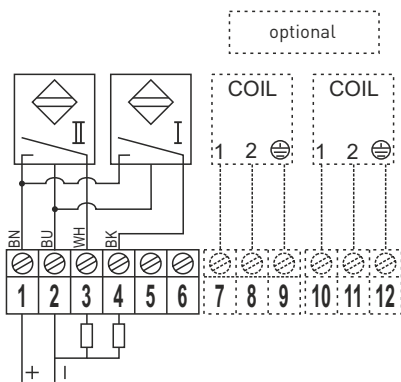 optional
COIL COIL
II I
1 2 1 2
BN BU WH BK
1 2 3 4 5 6 7 8 9 10 11 12
+ −